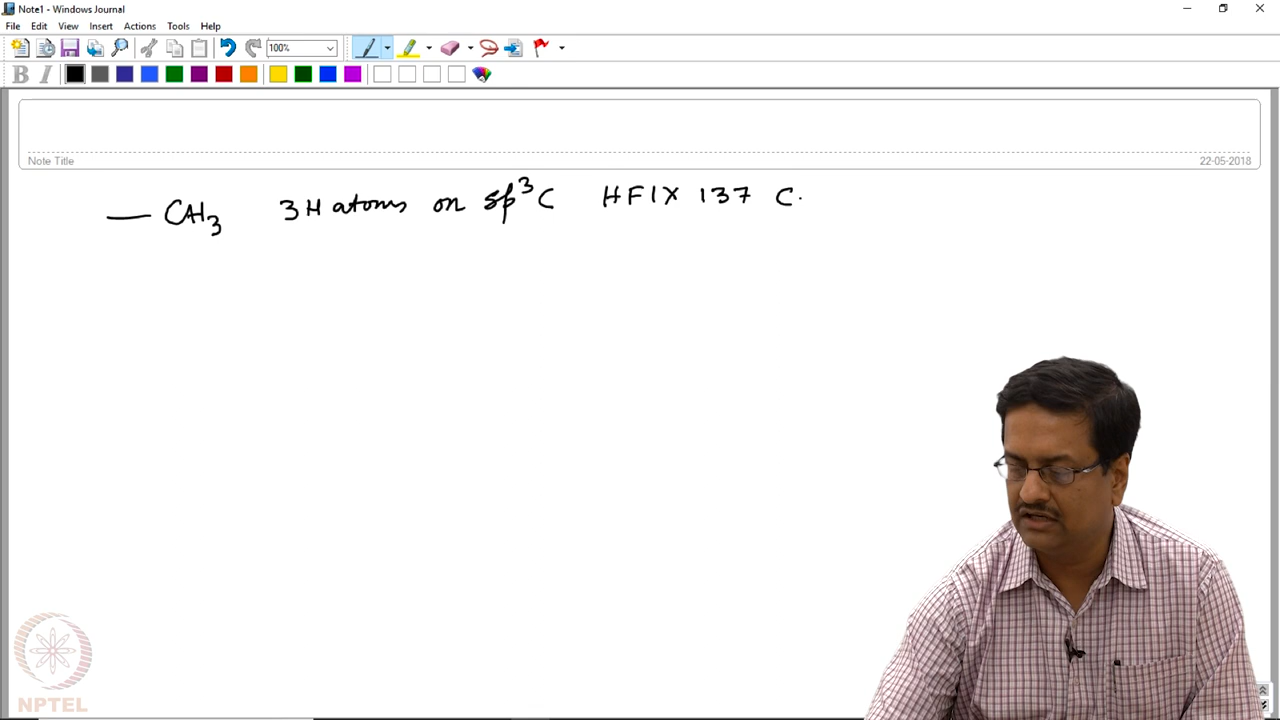 Note1 - Windows Journal
File Edit View Insert Actions Tools Help
100%
B I
Note Title
22-05-2018
— CH3 3 H atoms on sp³ C HFIX 137 C.
NPTEL